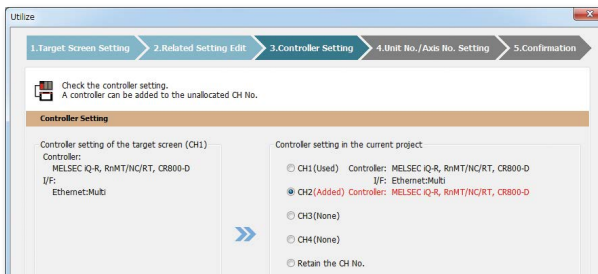 Utilize
1.Target Screen Setting 2.Related Setting Edit 3.Controller Setting 4.Unit No./Axis No. Setting 5.Confirmation
Check the controller setting.
A controller can be added to the unallocated CH No.
Controller Setting
Controller setting of the target screen (CH1)
Controller:
MELSEC iQ-R, RnMT/NC/RT, CR800-D
I/F:
Ethernet:Multi
Controller setting in the current project
CH1(Used) Controller: MELSEC iQ-R, RnMT/NC/RT, CR800-D
I/F: Ethernet:Multi
CH2(Added) Controller: MELSEC iQ-R, RnMT/NC/RT, CR800-D
CH3(None)
CH4(None)
Retain the CH No.